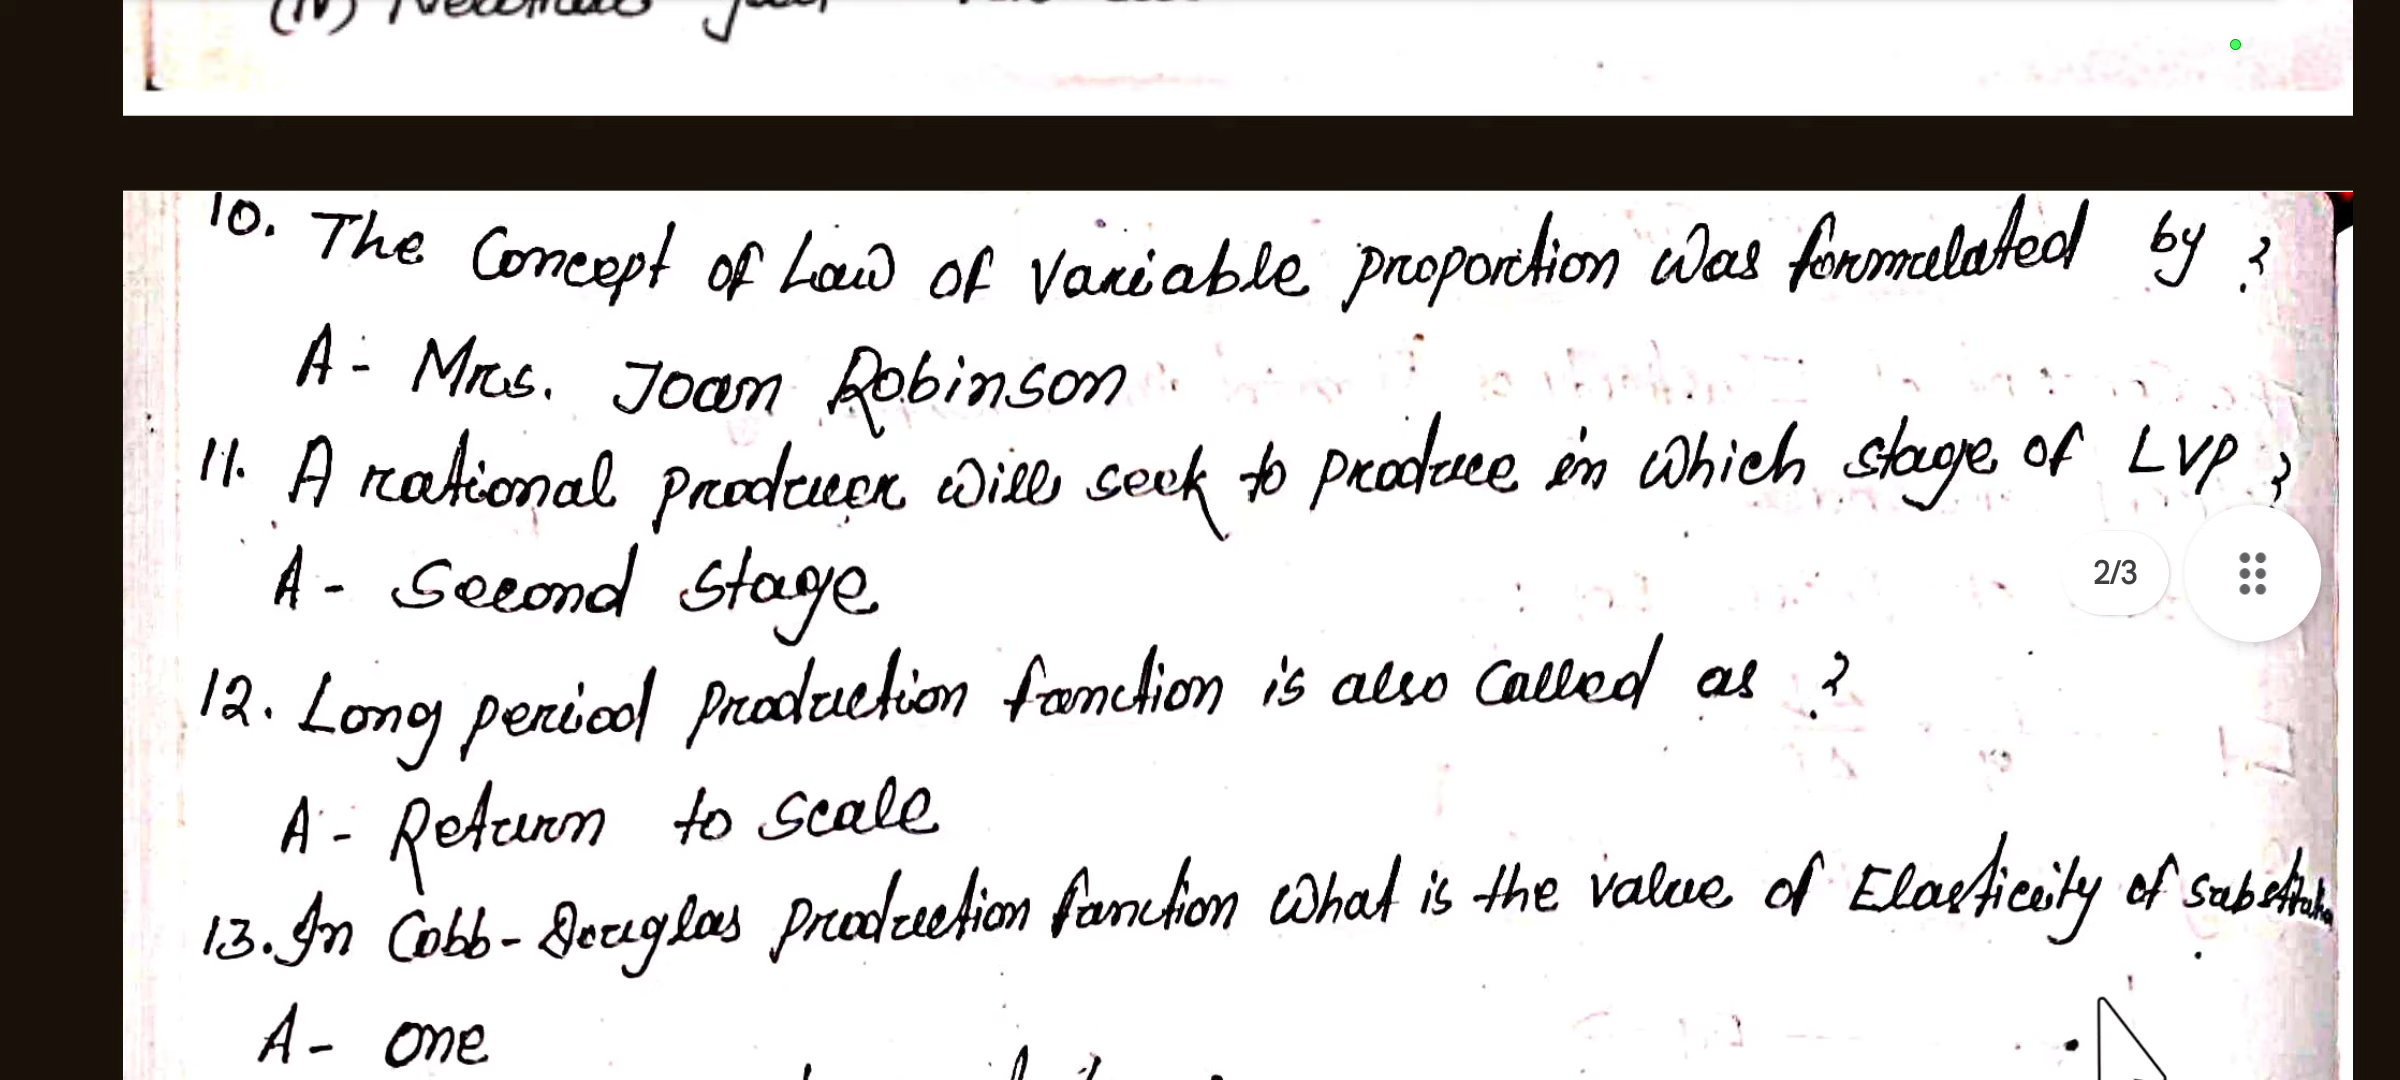 10. The Concept of Law of Variable proportion was formulated by ?
A:- Mrs. Joan Robinson
11. A rational producer will seek to produce in which stage of LVP ?
A - Second stage
2/3
12. Long period production function is also called as ?
A:- Return to scale
13. In Cobb-Douglas production function what is the value of Elasticity of
A - one